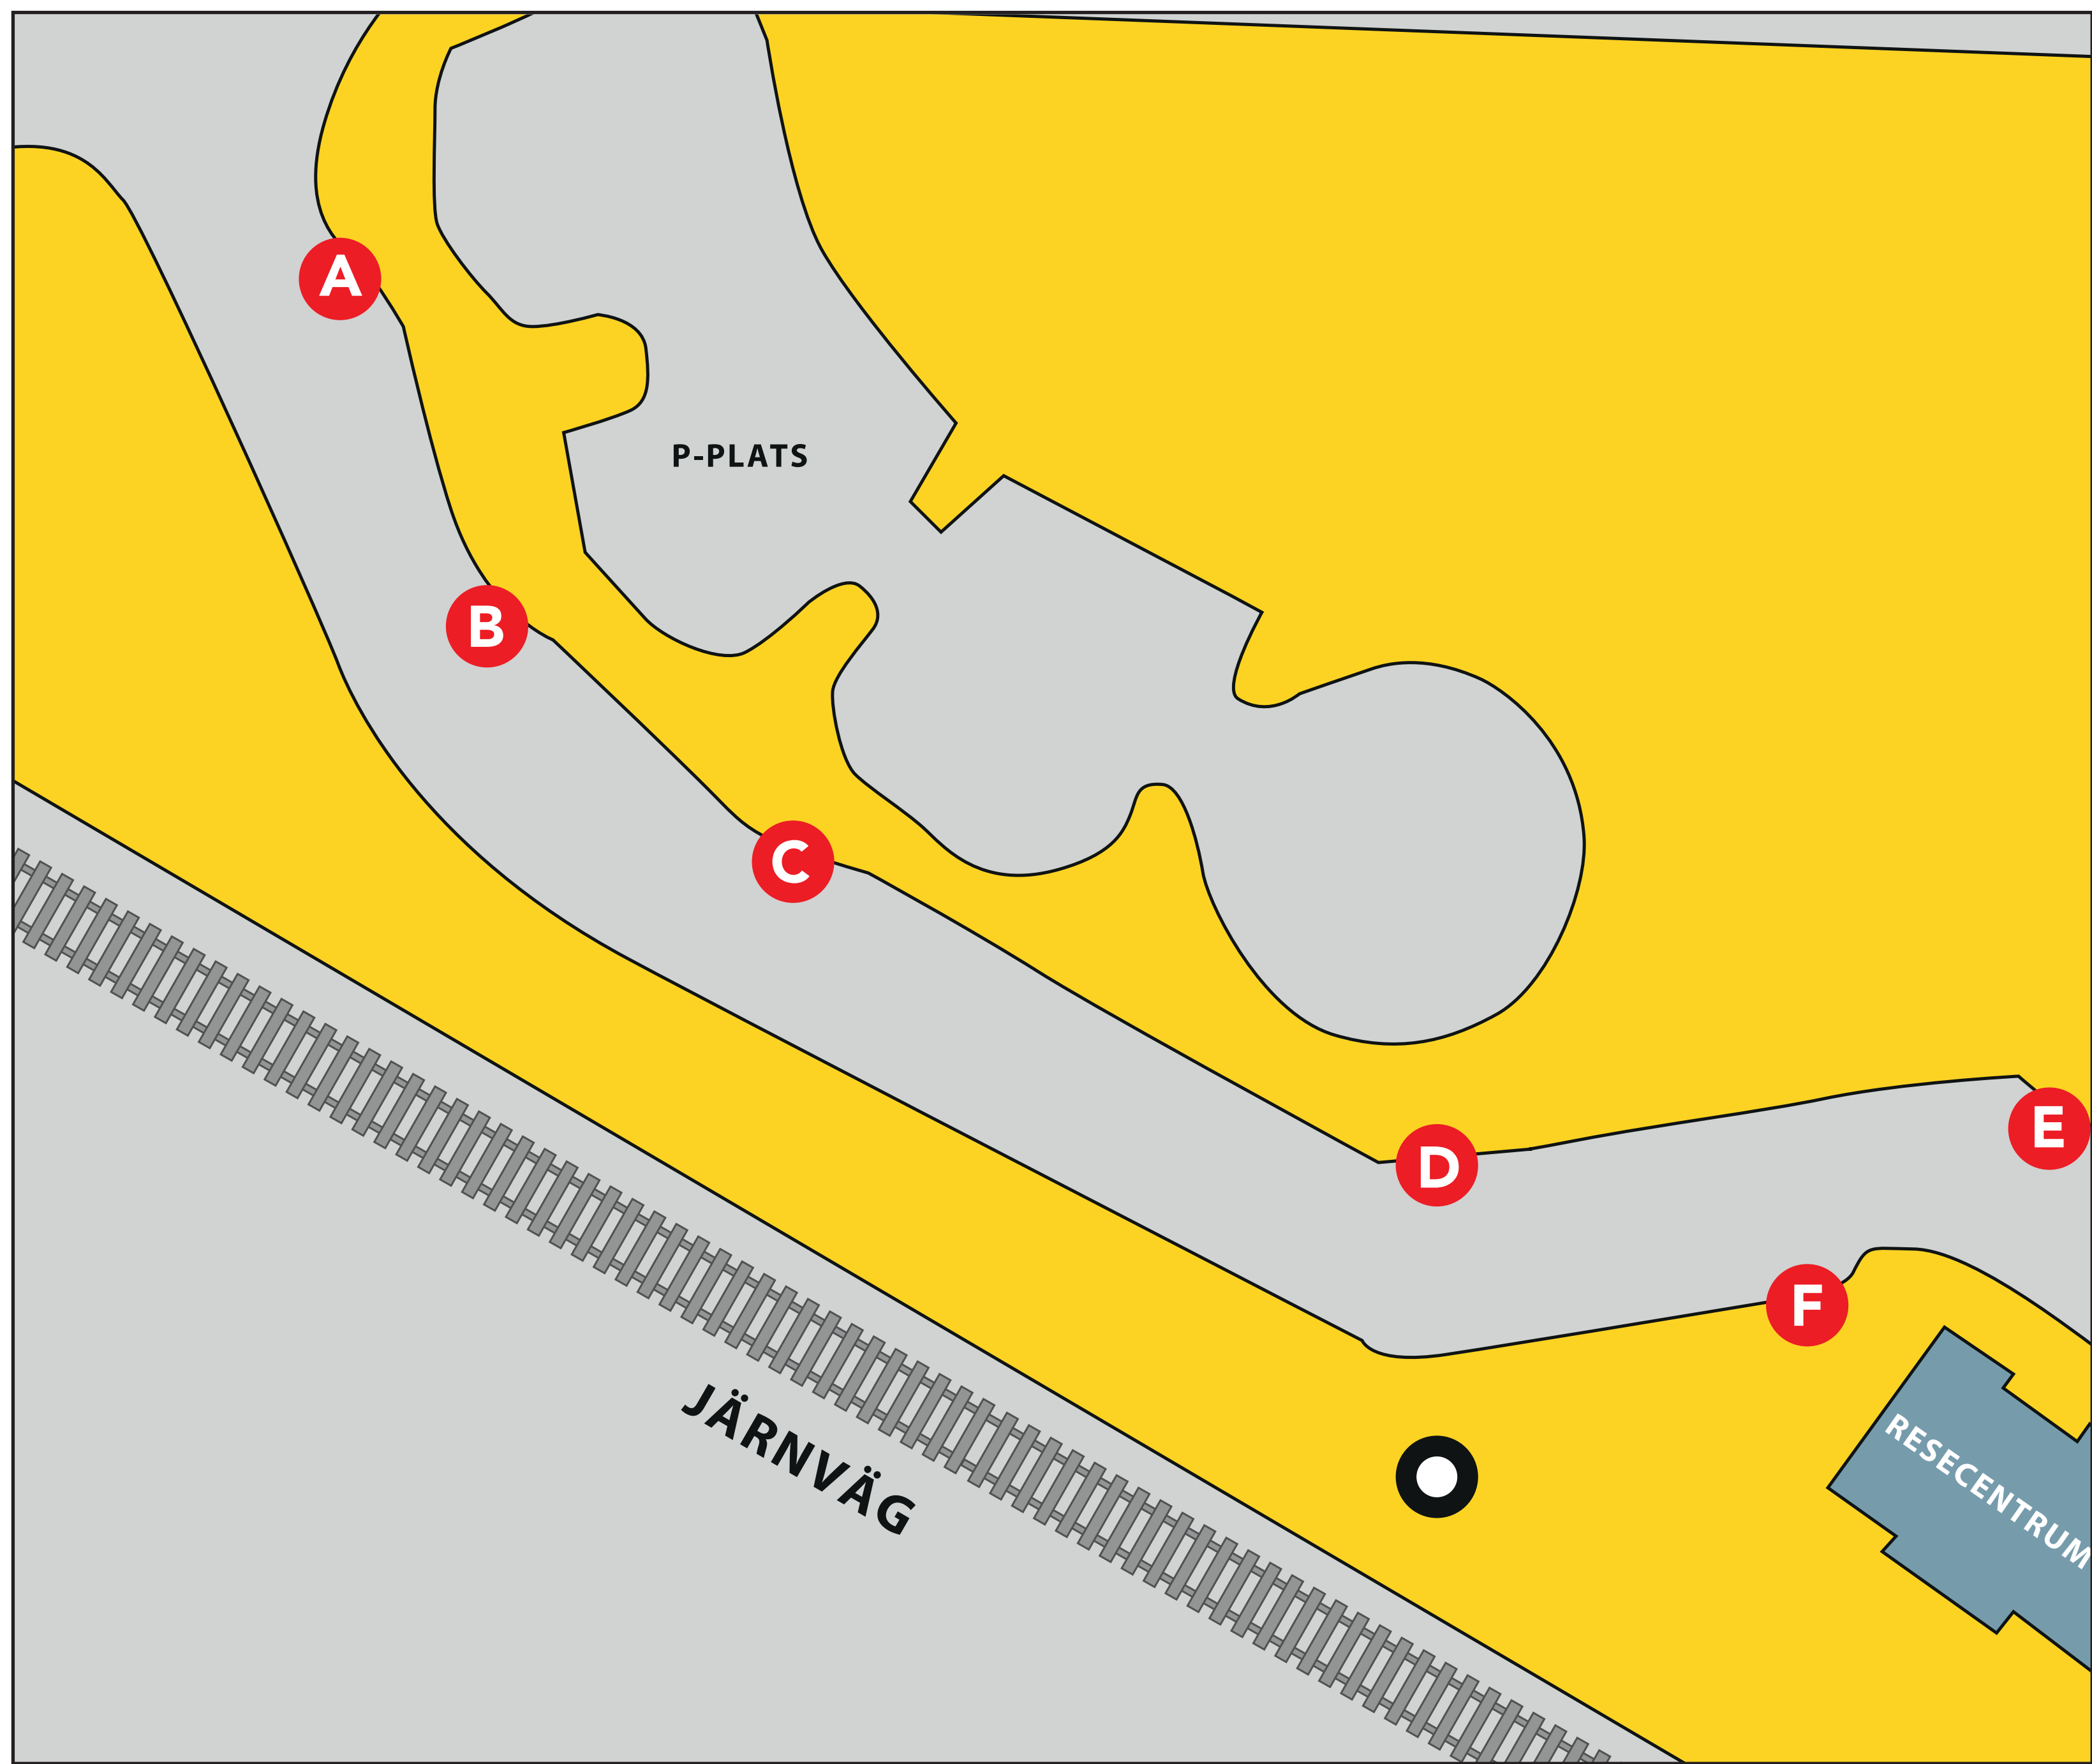 A
P-PLATS
B
C
E
D
F
JÄRNVÄG
RESECENTRUM